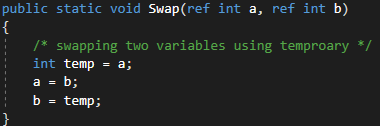 public static void Swap(ref int a, ref int b)
{
/* swapping two variables using temproary */
int temp = a;
a = b;
b = temp;
}